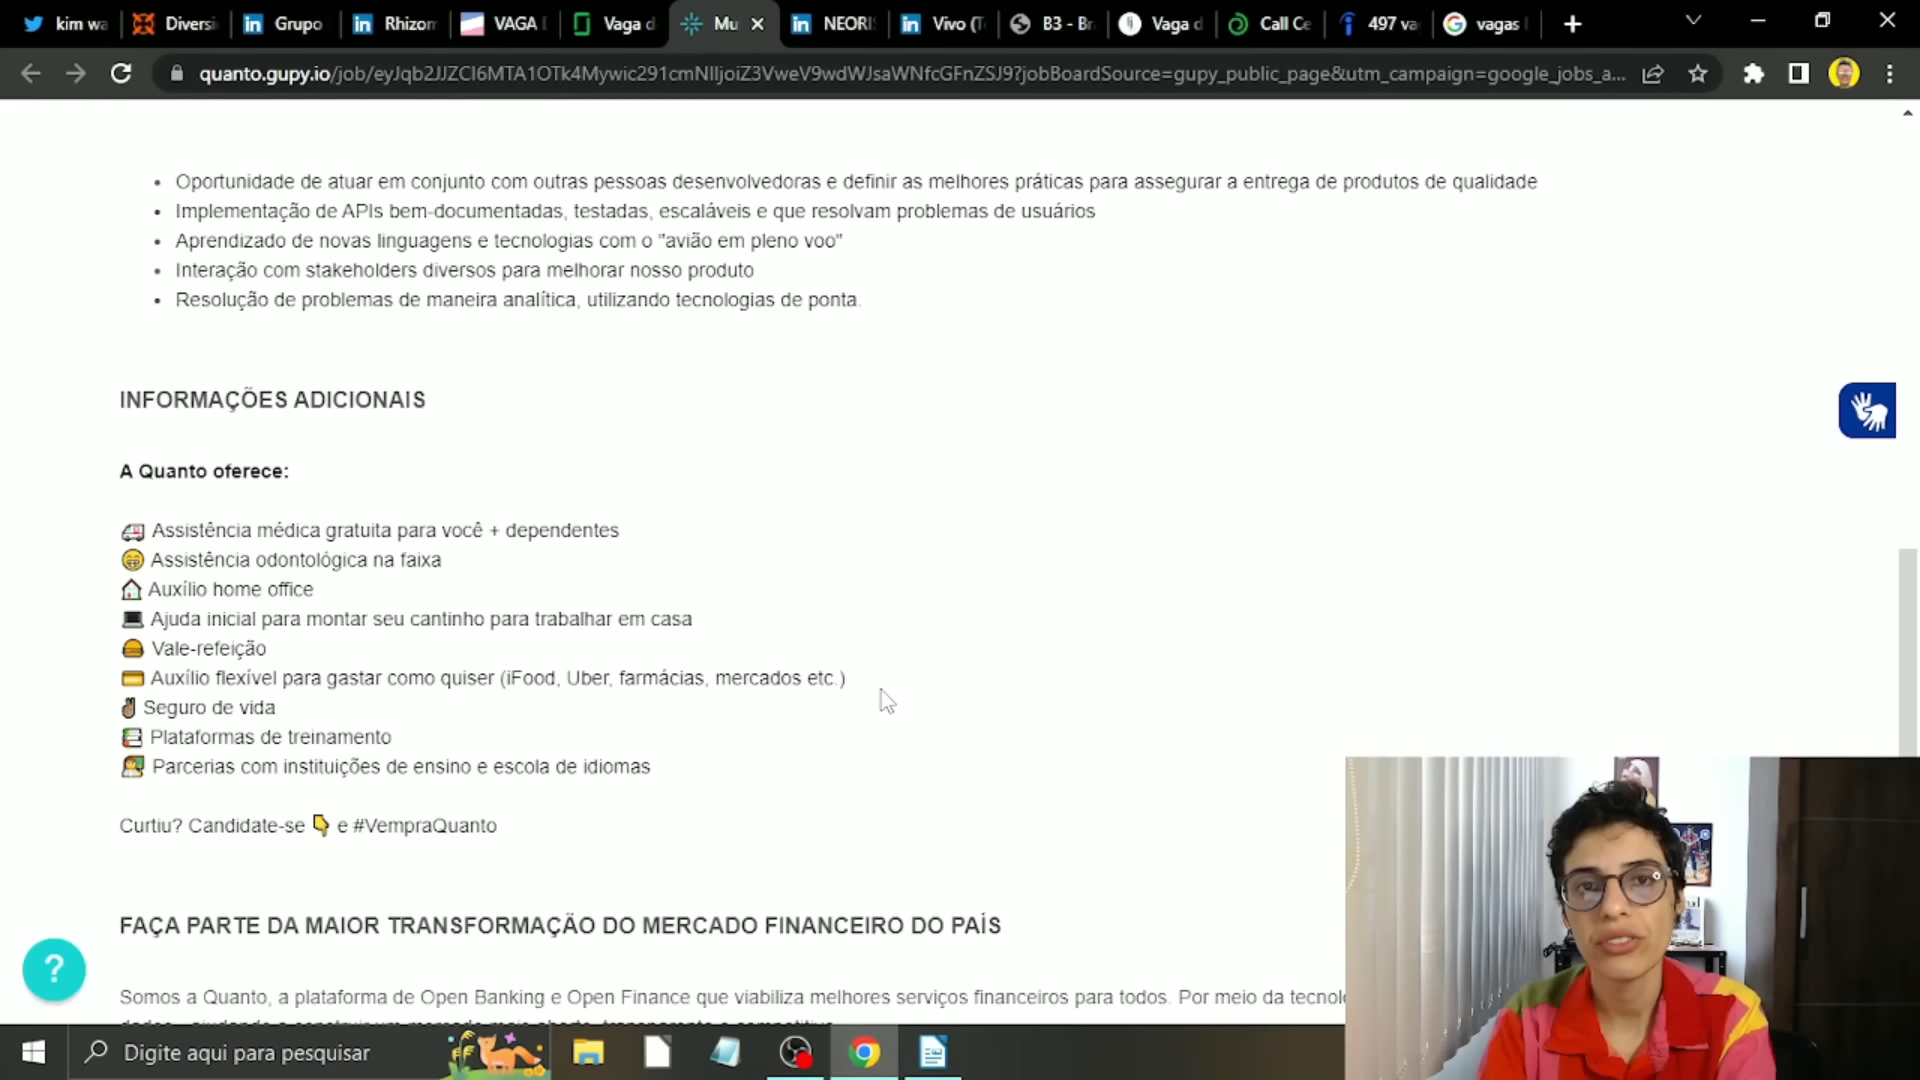 kim wa
Diversi
Grupo
Rhizom
VAGA
Vaga d
Mu
NEORIS
Vivo (T
B3 - Br
Vaga d
Call Ce
497 va
vagas
quanto.gupy.io/job/eyJqb2JJZCI6MTA1OTk4Mywic291cmNlIjoiZ3VweV9wdWJsaWNfcGFnZSJ9?jobBoardSource=gupy_public_page&utm_campaign=google_jobs_a...
• Oportunidade de atuar em conjunto com outras pessoas desenvolvedoras e definir as melhores práticas para assegurar a entrega de produtos de qualidade
• Implementação de APIs bem-documentadas, testadas, escaláveis e que resolvam problemas de usuários
• Aprendizado de novas linguagens e tecnologias com o "avião em pleno voo"
• Interação com stakeholders diversos para melhorar nosso produto
• Resolução de problemas de maneira analítica, utilizando tecnologias de ponta.
INFORMAÇÕES ADICIONAIS
A Quanto oferece:
🚑 Assistência médica gratuita para você + dependentes
😁 Assistência odontológica na faixa
🏠 Auxílio home office
💻 Ajuda inicial para montar seu cantinho para trabalhar em casa
🍔 Vale-refeição
💳 Auxílio flexível para gastar como quiser (iFood, Uber, farmácias, mercados etc.)
✌🏾 Seguro de vida
📚 Plataformas de treinamento
👩‍🏫 Parcerias com instituições de ensino e escola de idiomas
Curtiu? Candidate-se 👇 e #VempraQuanto
FAÇA PARTE DA MAIOR TRANSFORMAÇÃO DO MERCADO FINANCEIRO DO PAÍS
?
Somos a Quanto, a plataforma de Open Banking e Open Finance que viabiliza melhores serviços financeiros para todos. Por meio da tecnol
Digite aqui para pesquisar